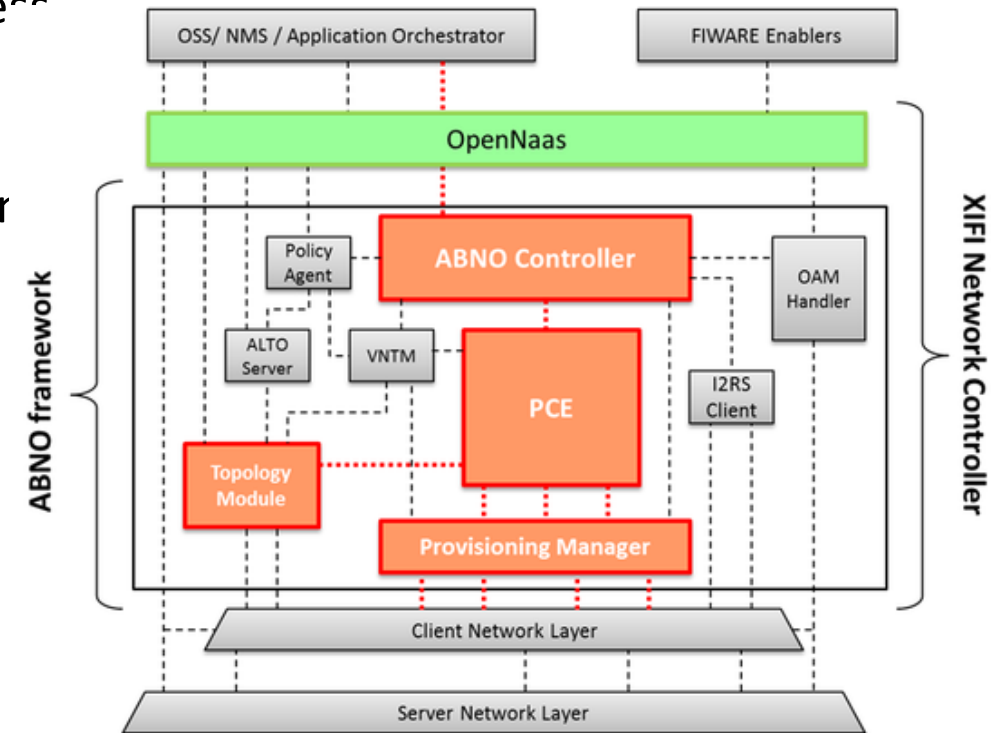 OSS/ NMS / Application Orchestrator
FIWARE Enablers
OpenNaas
ABNO framework
XIFI Network Controller
Policy
Agent
ABNO Controller
OAM
Handler
ALTO
Server
VNTM
PCE
I2RS
Client
Topology
Module
Provisioning Manager
Client Network Layer
Server Network Layer